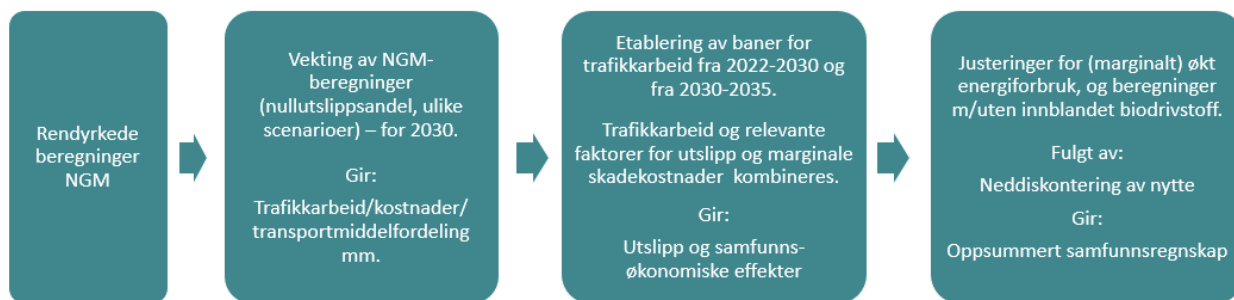 Rendyrkede
beregninger
NGM
Vekting av NGM-
beregninger
(nullutslippsandel, ulike
scenarioer) – for 2030.
Gir:
Trafikkarbeid/kostnader/
transportmiddelfordeling
mm.
Etablering av baner for
trafikkarbeid fra 2022-2030 og
fra 2030-2035.
Trafikkarbeid og relevante
faktorer for utslipp og marginale
skadekostnader kombineres.
Gir:
Utslipp og samfunns-
økonomiske effekter
Justeringer for (marginalt) økt
energiforbruk, og beregninger
m/uten innblandet biodrivstoff.
Fulgt av:
Neddiskontering av nytte
Gir:
Oppsummert samfunnsregnskap